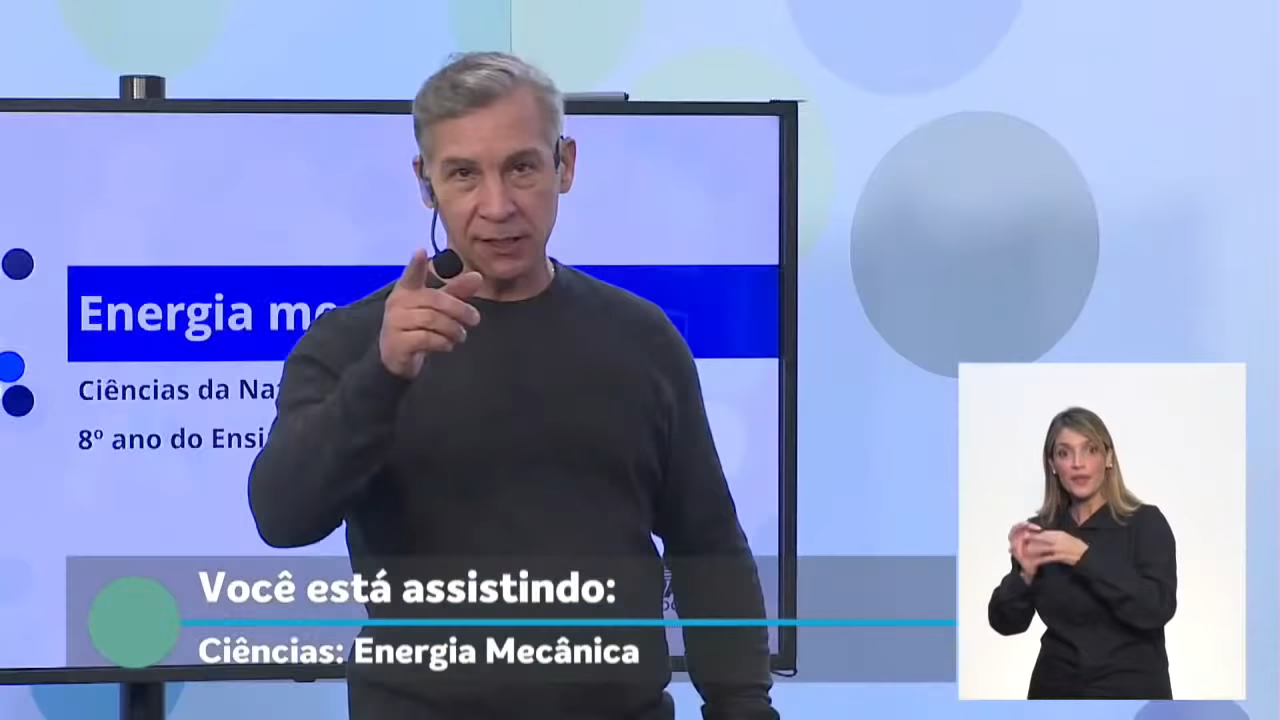 Energia me
Ciências da Na
8º ano do Ensi
Você está assistindo:
Ciências: Energia Mecânica